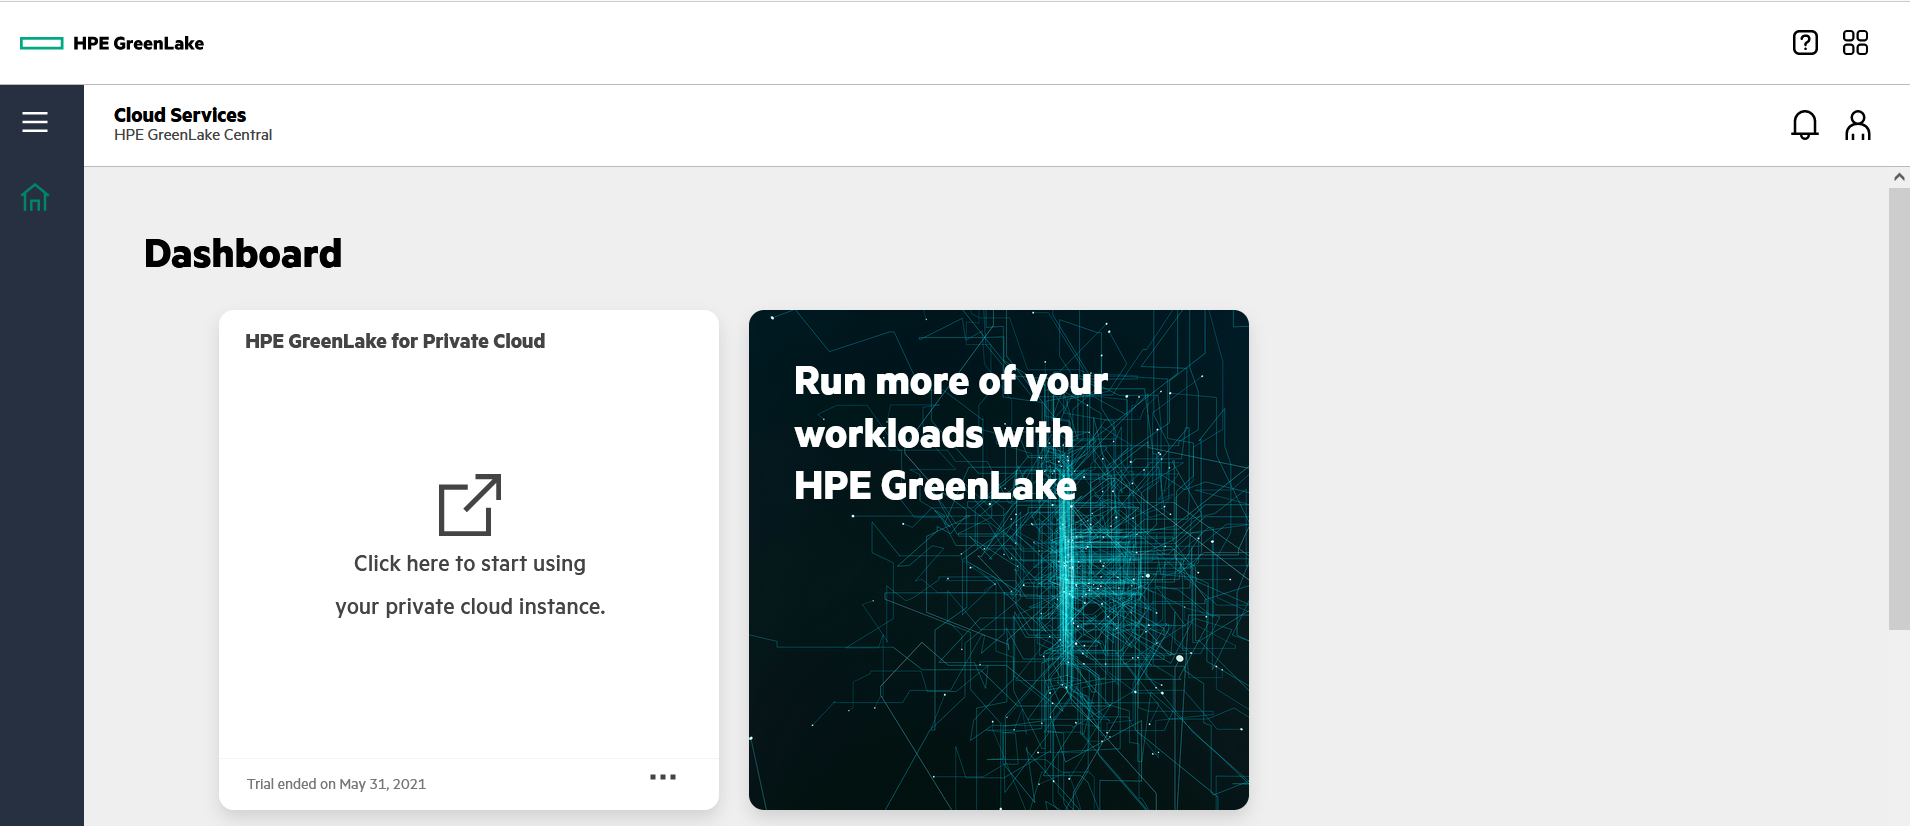 HPE GreenLake
Cloud Services
HPE GreenLake Central
Dashboard
HPE GreenLake for Private Cloud
Click here to start using
your private cloud instance.
Trial ended on May 31, 2021
Run more of your
workloads with
HPE GreenLake